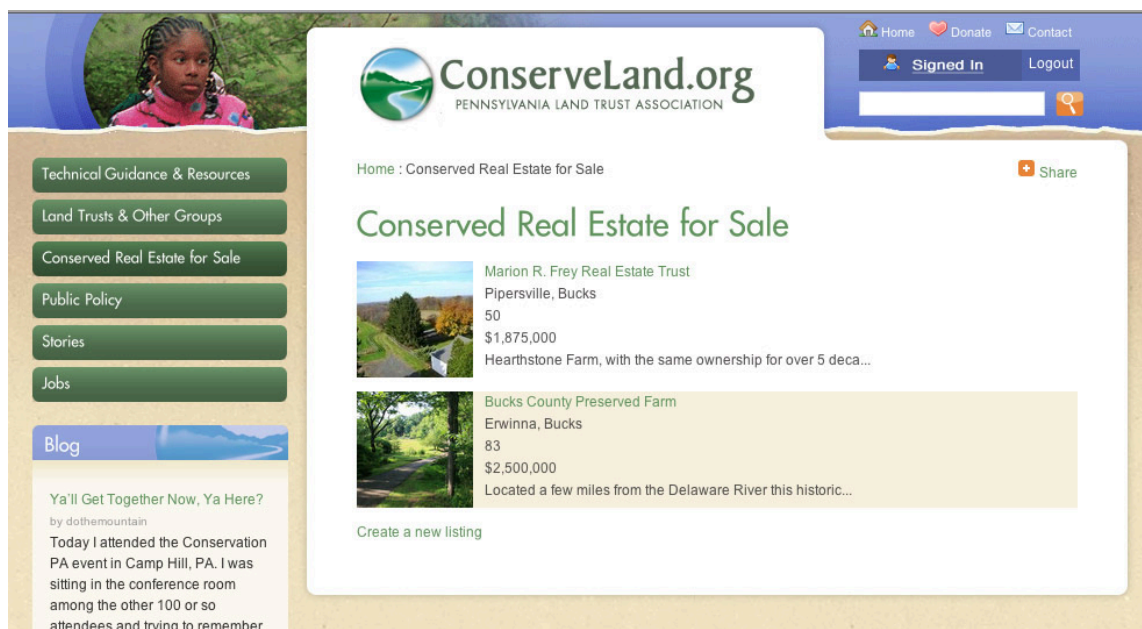 Home Donate Contact
Signed In Logout
ConserveLand.org
PENNSYLVANIA LAND TRUST ASSOCIATION
Technical Guidance & Resources
Land Trusts & Other Groups
Conserved Real Estate for Sale
Public Policy
Stories
Jobs
Blog
Ya'll Get Together Now, Ya Here?
by dothemountain
Today I attended the Conservation
PA event in Camp Hill, PA. I was
sitting in the conference room
among the other 100 or so
attendees and trying to remember
Home : Conserved Real Estate for Sale
Share
Conserved Real Estate for Sale
Marion R. Frey Real Estate Trust
Pipersville, Bucks
50
$1,875,000
Hearthstone Farm, with the same ownership for over 5 deca...
Bucks County Preserved Farm
Erwinna, Bucks
83
$2,500,000
Located a few miles from the Delaware River this historic...
Create a new listing